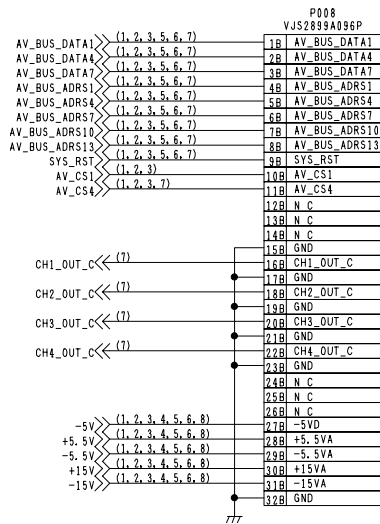 P008
VJS2899A096P
AV_BUS_DATA1 (1, 2, 3, 5, 6, 7) 1B AV_BUS_DATA1
AV_BUS_DATA4 (1, 2, 3, 5, 6, 7) 2B AV_BUS_DATA4
AV_BUS_DATA7 (1, 2, 3, 5, 6, 7) 3B AV_BUS_DATA7
AV_BUS_ADRS1 (1, 2, 3, 5, 6, 7) 4B AV_BUS_ADRS1
AV_BUS_ADRS4 (1, 2, 3, 5, 6, 7) 5B AV_BUS_ADRS4
AV_BUS_ADRS7 (1, 2, 3, 5, 6, 7) 6B AV_BUS_ADRS7
AV_BUS_ADRS10 (1, 2, 3, 5, 6, 7) 7B AV_BUS_ADRS10
AV_BUS_ADRS13 (1, 2, 3, 5, 6, 7) 8B AV_BUS_ADRS13
SYS_RST (1, 2, 3, 5, 6, 7) 9B SYS_RST
AV_CS1 (1, 2, 3) 10B AV_CS1
AV_CS4 (1, 2, 3, 7) 11B AV_CS4
12B N C
13B N C
14B N C
15B GND
CH1_OUT_C (7) 16B CH1_OUT_C
17B GND
CH2_OUT_C (7) 18B CH2_OUT_C
19B GND
CH3_OUT_C (7) 20B CH3_OUT_C
21B GND
CH4_OUT_C (7) 22B CH4_OUT_C
23B GND
24B N C
25B N C
26B N C
-5V (1, 2, 3, 4, 5, 6, 8) 27B -5VD
+5. 5V (1, 2, 3, 4, 5, 6, 8) 28B +5. 5VA
-5. 5V (1, 2, 3, 4, 5, 6, 8) 29B -5. 5VA
+15V (1, 2, 3, 4, 5, 6, 8) 30B +15VA
-15V (1, 2, 3, 4, 5, 6, 8) 31B -15VA
32B GND